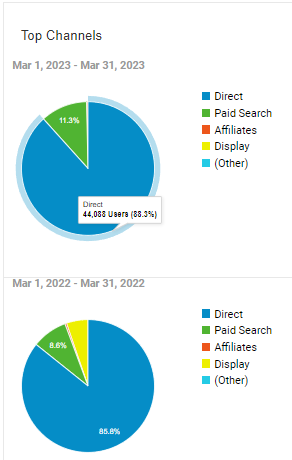 Top Channels
Mar 1, 2023 - Mar 31, 2023
Direct
Paid Search
Affiliates
Display
(Other)
11.3%
Direct
44,088 Users (88.3%)
Mar 1, 2022 - Mar 31, 2022
Direct
Paid Search
Affiliates
Display
(Other)
8.6%
85.8%